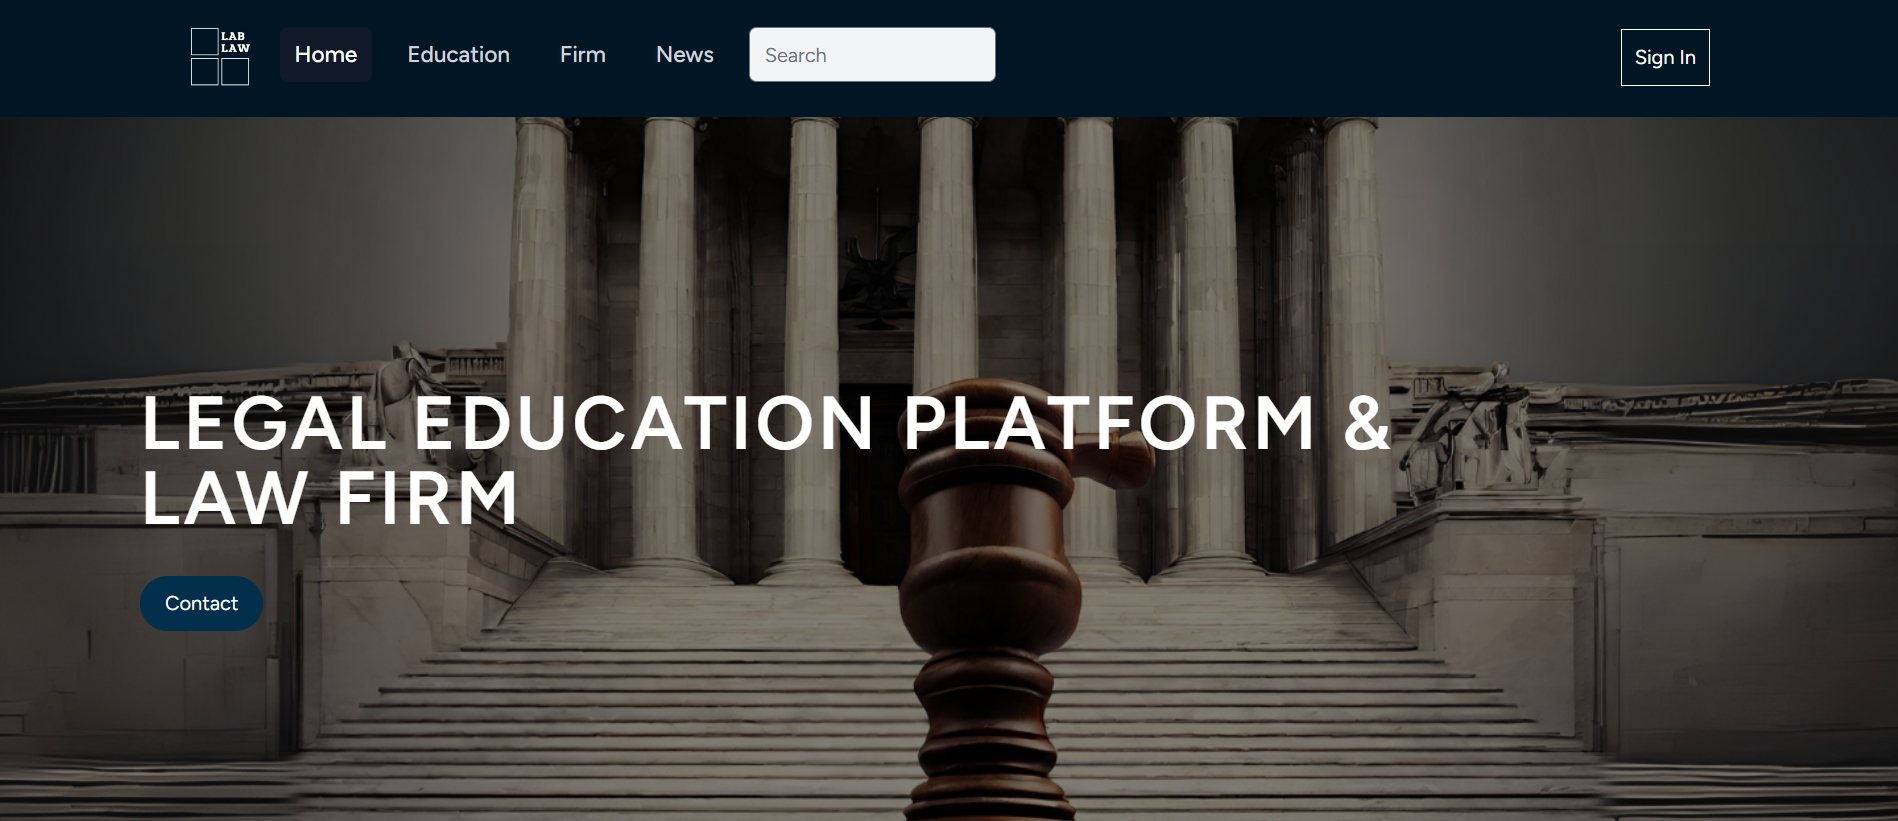 LAB
LAW
Home
Education
Firm
News
Search
Sign In
LEGAL EDUCATION PLATFORM &
LAW FIRM
Contact